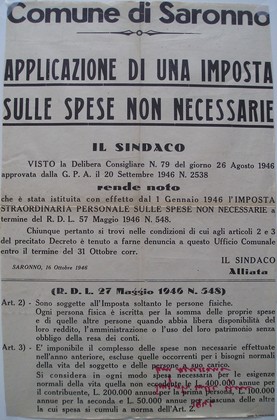 Comune di Saronno
APPLICAZIONE DI UNA IMPOSTA
SULLE SPESE NON NECESSARIE
IL SINDACO
VISTO la Delibera Consigliare N. 79 del giorno 26 Agosto 1946
approvata dalla G. P. A. il 20 Settembre 1946 N. 2538
rende noto
che è stata istituita con effetto dal 1 Gennaio 1946 l'IMPOSTA
STRAORDINARIA PERSONALE SULLE SPESE NON NECESSARIE a
termine del R. D. L. 57 Maggio 1946 N. 548.
Chiunque pertanto si trovi nelle condizioni di cui agli articoli 2 e 3
del precitato Decreto è tenuto a farne denuncia a questo Ufficio Comunale
entro il termine del 31 Ottobre corr.
IL SINDACO
SARONNO, 16 Ottobre 1946
Alliata
(R. D. L. 27 Maggio 1946 N. 548)
Art. 2) - Sono soggette all'Imposta soltanto le persone fisiche.
Ogni persona fisica è iscritta per la somma delle proprie spese
e di quelle altrui quando abbia libera disponibilità del
loro reddito, l'amministrazione o l'uso del loro patrimonio senza
obbligo della resa dei conti.
Art. 3) - E' imponibile il complesso delle spese non necessarie effettuate
nell'anno anteriore, escluse quelle occorrenti per i bisogni normali
della vita del soggetto e delle persone a suo carico.
Si considera in ogni modo spesa necessaria per le esigenze
normali della vita quella non eccedente le L. 400.000 annue per
il contribuente, L. 200.000 annue per la prima persona, L. 100.000
annue per la seconda, e L. 50.000 annue per ciascuna delle altre
la cui spesa si cumula a norma dell'Art. 2.